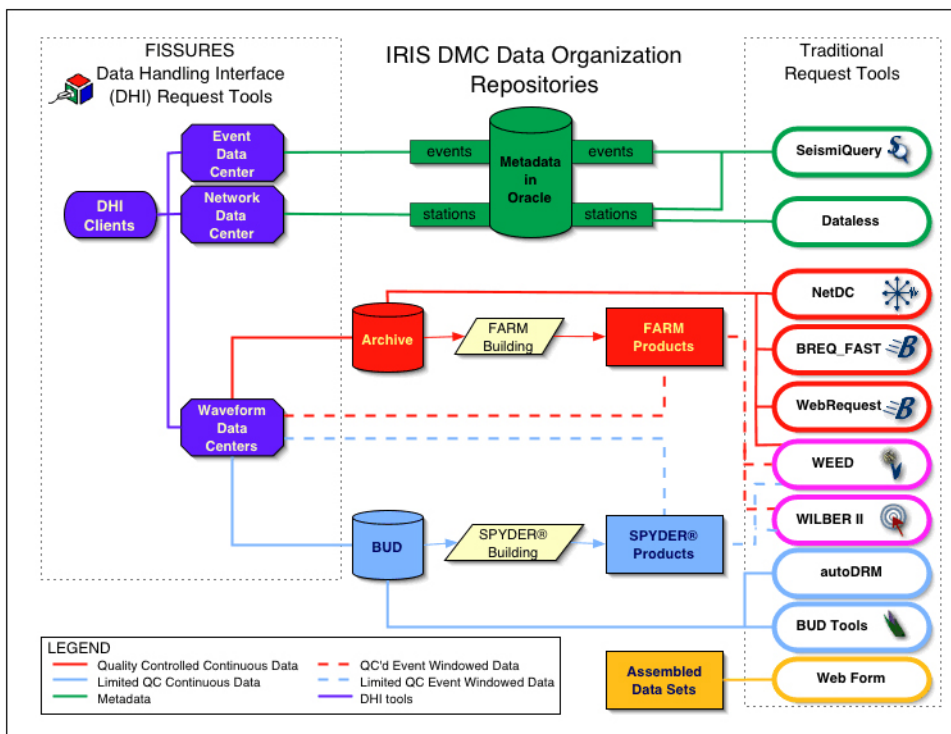 FISSURES
Data Handling Interface
(DHI) Request Tools
IRIS DMC Data Organization
Repositories
Traditional
Request Tools
Event
Data
Center
events
Metadata
in
Oracle
events
SeismiQuery
DHI
Clients
Network
Data
Center
stations
stations
Dataless
NetDC
Archive
FARM
Building
FARM
Products
BREQ_FAST
WebRequest
Waveform
Data
Centers
WEED
WILBER II
BUD
SPYDER®
Building
SPYDER®
Products
autoDRM
BUD Tools
LEGEND
Quality Controlled Continuous Data
Limited QC Continuous Data
Metadata
QC'd Event Windowed Data
Limited QC Event Windowed Data
DHI tools
Assembled
Data Sets
Web Form